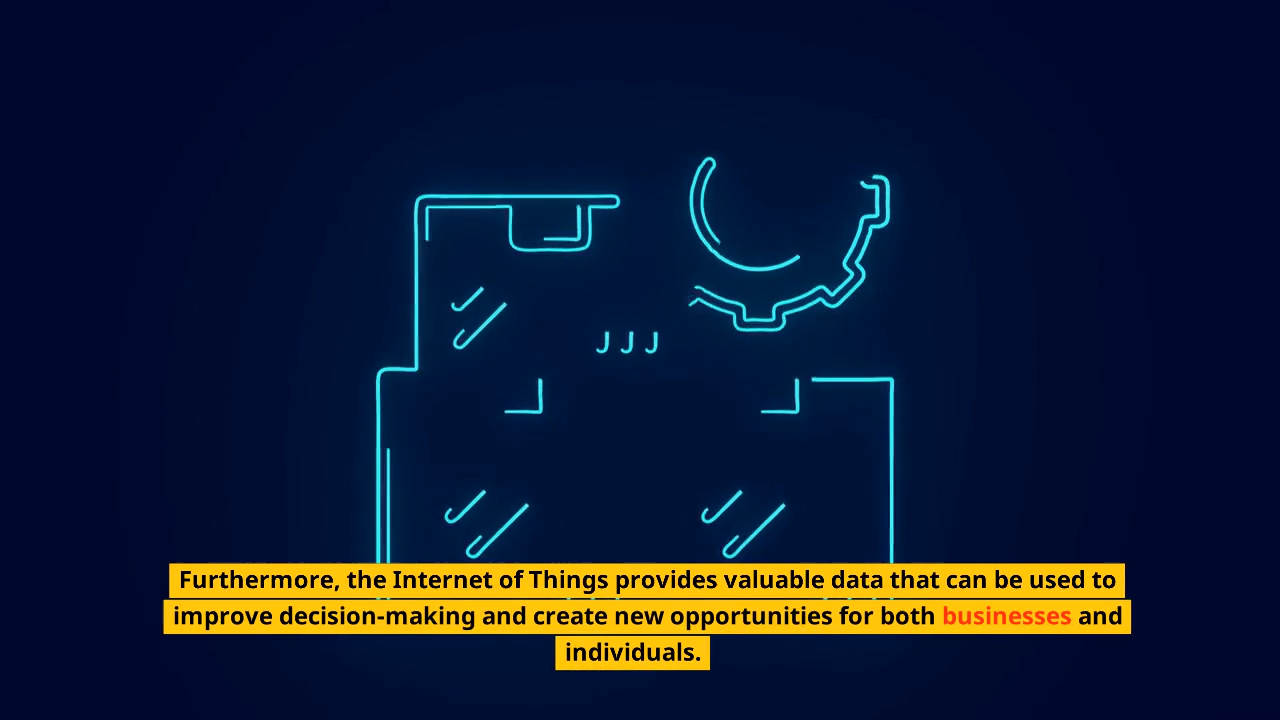 Furthermore, the Internet of Things provides valuable data that can be used to
improve decision-making and create new opportunities for both businesses and
individuals.